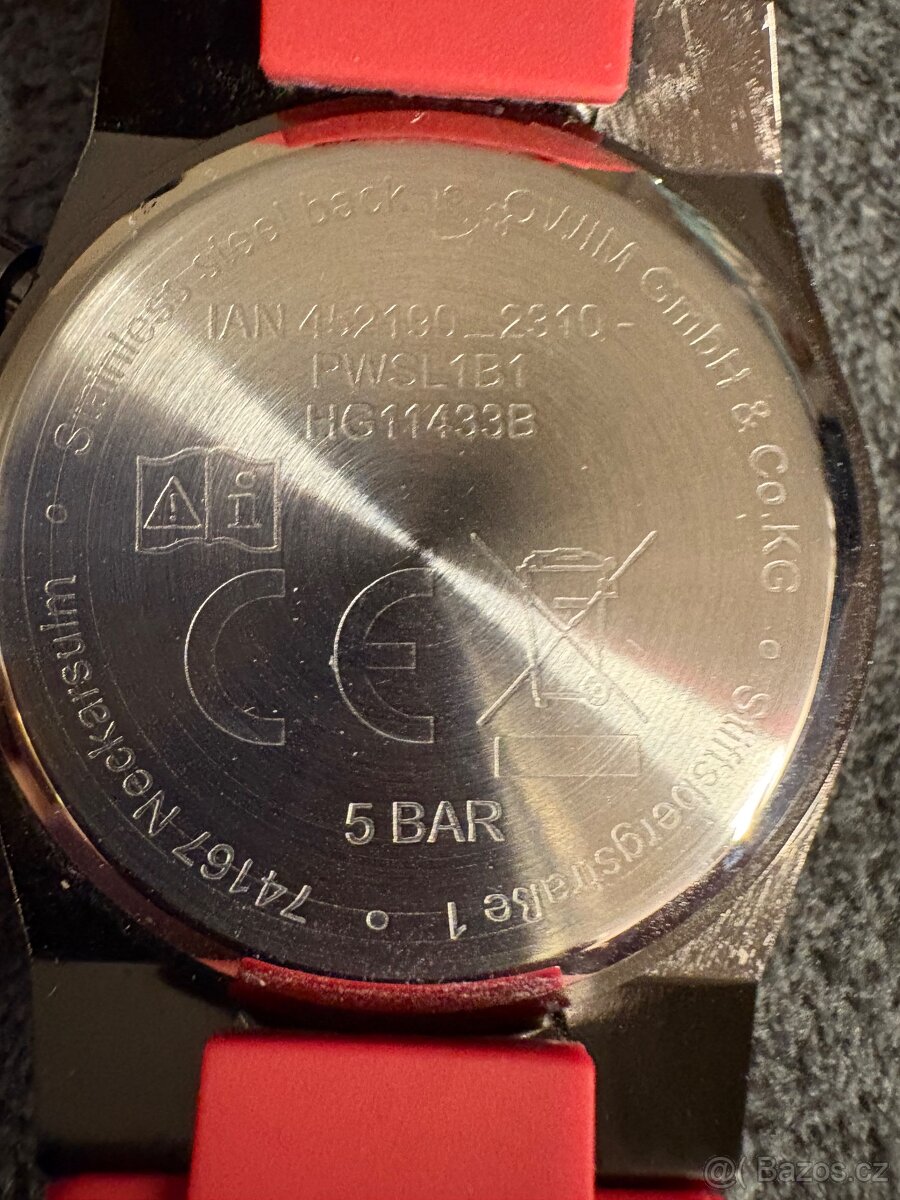 Stainless steel back
OWIM GmbH & Co.KG
Stiftsbergstraße 1
74167 Neckarsulm
IAN 452190_2310-
PWSL1B1
HG11433B
CE
5 BAR
@ Bazos.cz